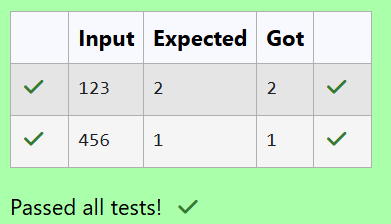 Input Expected Got
123 2 2
456 1 1
Passed all tests!